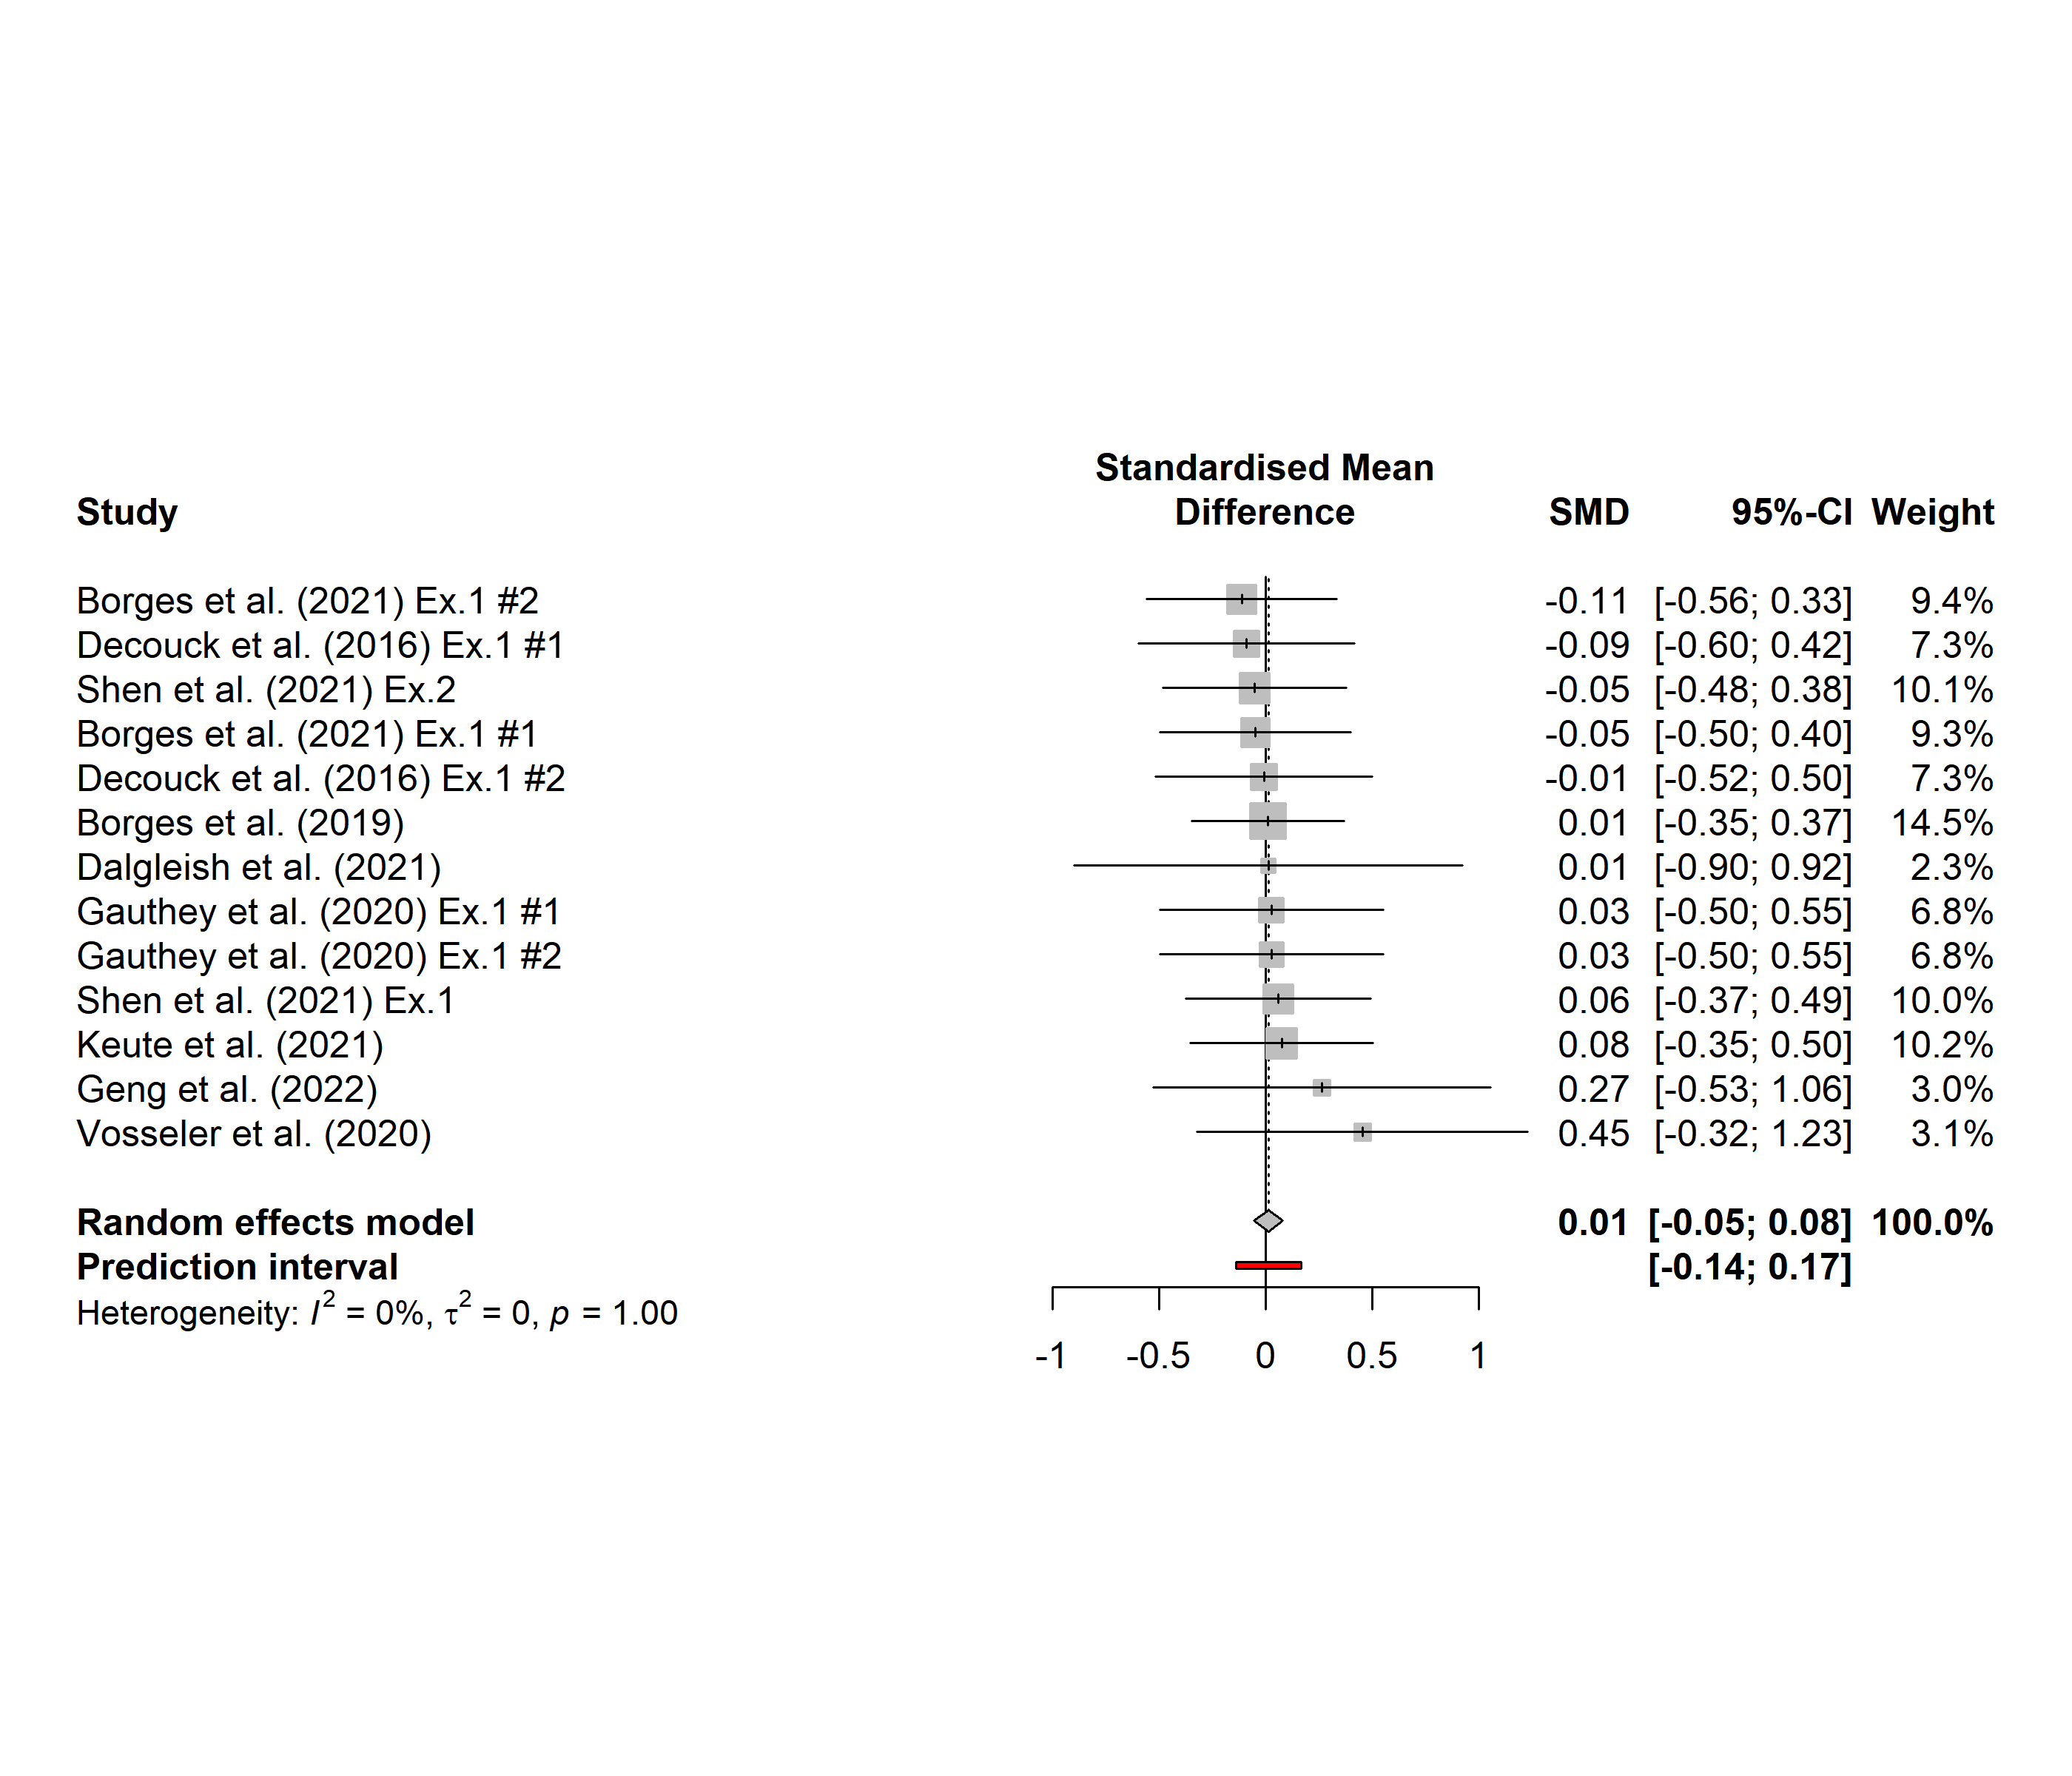 Standardised Mean
Study Difference SMD 95%-CI Weight
Borges et al. (2021) Ex.1 #2 -0.11 [-0.56; 0.33] 9.4%
Decouck et al. (2016) Ex.1 #1 -0.09 [-0.60; 0.42] 7.3%
Shen et al. (2021) Ex.2 -0.05 [-0.48; 0.38] 10.1%
Borges et al. (2021) Ex.1 #1 -0.05 [-0.50; 0.40] 9.3%
Decouck et al. (2016) Ex.1 #2 -0.01 [-0.52; 0.50] 7.3%
Borges et al. (2019) 0.01 [-0.35; 0.37] 14.5%
Dalgleish et al. (2021) 0.01 [-0.90; 0.92] 2.3%
Gauthey et al. (2020) Ex.1 #1 0.03 [-0.50; 0.55] 6.8%
Gauthey et al. (2020) Ex.1 #2 0.03 [-0.50; 0.55] 6.8%
Shen et al. (2021) Ex.1 0.06 [-0.37; 0.49] 10.0%
Keute et al. (2021) 0.08 [-0.35; 0.50] 10.2%
Geng et al. (2022) 0.27 [-0.53; 1.06] 3.0%
Vosseler et al. (2020) 0.45 [-0.32; 1.23] 3.1%
Random effects model 0.01 [-0.05; 0.08] 100.0%
Prediction interval [-0.14; 0.17]
Heterogeneity: I² = 0%, τ² = 0, p = 1.00
-1 -0.5 0 0.5 1